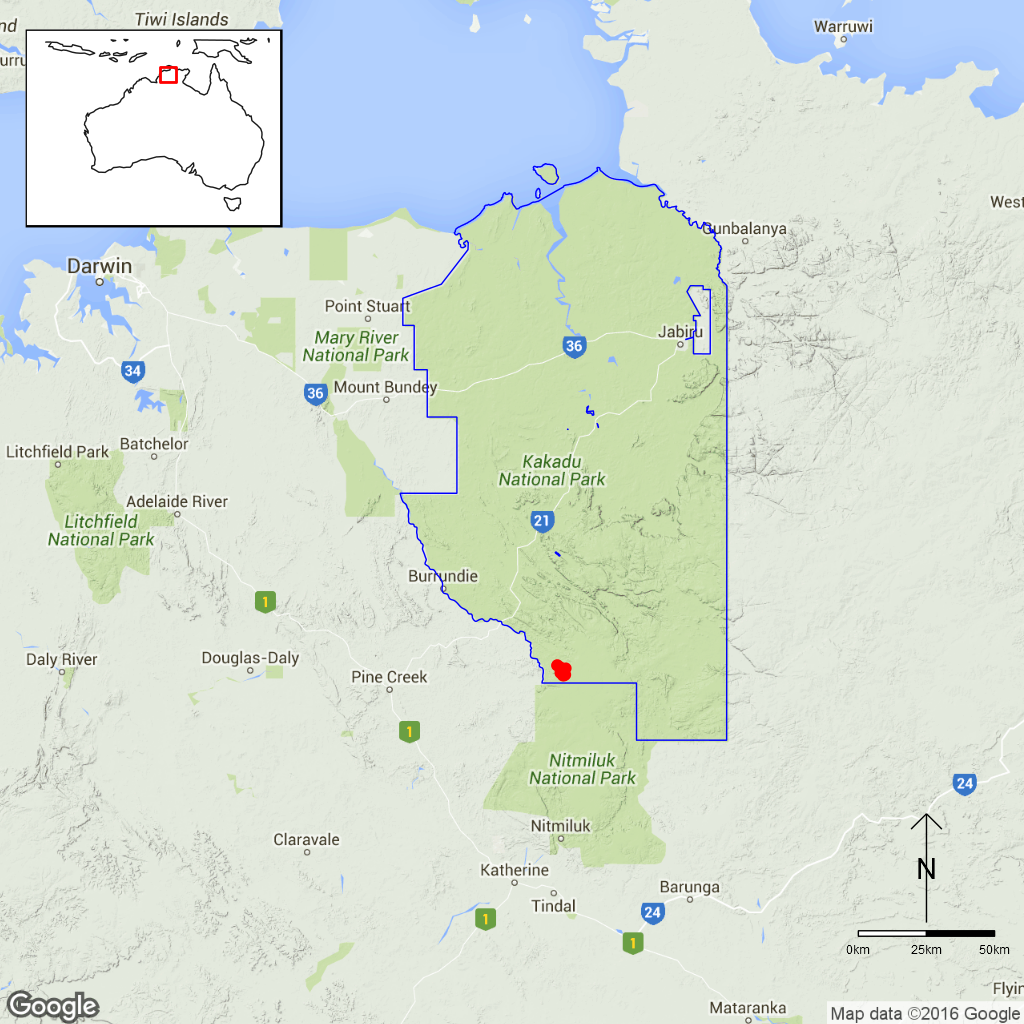 nd
Tiwi Islands
Warruwi
urru
West
Gunbalanya
Darwin
Point Stuart
Mary River
National Park
Jabiru
36
34
36
Mount Bundey
Batchelor
Litchfield Park
Kakadu
National Park
Adelaide River
Litchfield
National Park
21
Burrundie
1
Daly River
Douglas-Daly
Pine Creek
1
Nitmiluk
National Park
24
Nitmiluk
Claravale
N
Katherine
Barunga
Tindal
24
1
1
0km
25km
50km
Flyin
Mataranka
Google
Map data ©2016 Google